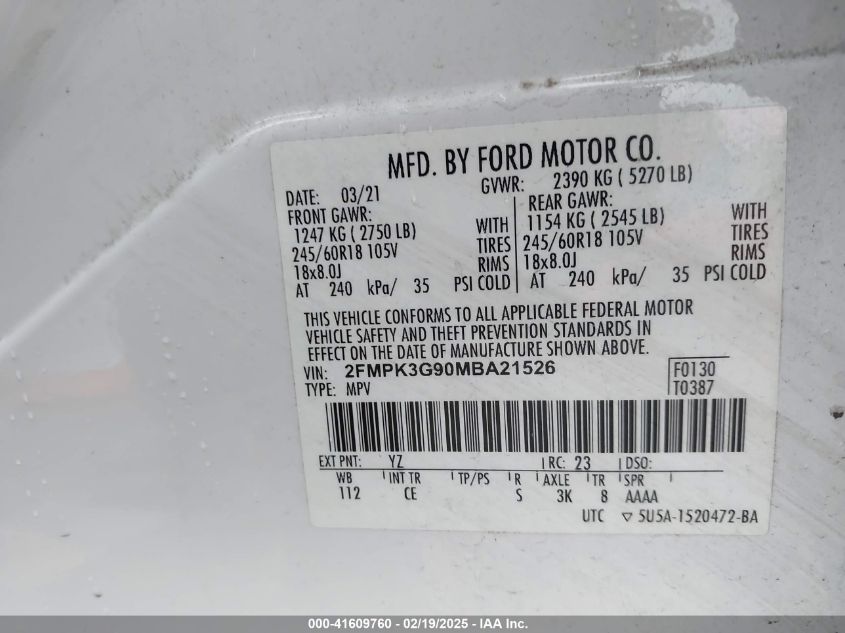 MFD. BY FORD MOTOR CO.
DATE: 03/21 GVWR: 2390 KG ( 5270 LB)
FRONT GAWR: REAR GAWR:
1247 KG ( 2750 LB) WITH 1154 KG ( 2545 LB) WITH
245/60R18 105V TIRES 245/60R18 105V TIRES
18x8.0J RIMS 18x8.0J RIMS
AT 240 kPa/ 35 PSI COLD AT 240 kPa/ 35 PSI COLD
THIS VEHICLE CONFORMS TO ALL APPLICABLE FEDERAL MOTOR
VEHICLE SAFETY AND THEFT PREVENTION STANDARDS IN
EFFECT ON THE DATE OF MANUFACTURE SHOWN ABOVE.
VIN: 2FMPK3G90MBA21526 F0130
TYPE: MPV T0387
EXT PNT: YZ RC: 23 DSO:
WB INT TR TP/PS R AXLE TR SPR
112 CE S 3K 8 AAAA
UTC ▽ 5U5A-1520472-BA
000-41609760 - 02/19/2025 - IAA Inc.